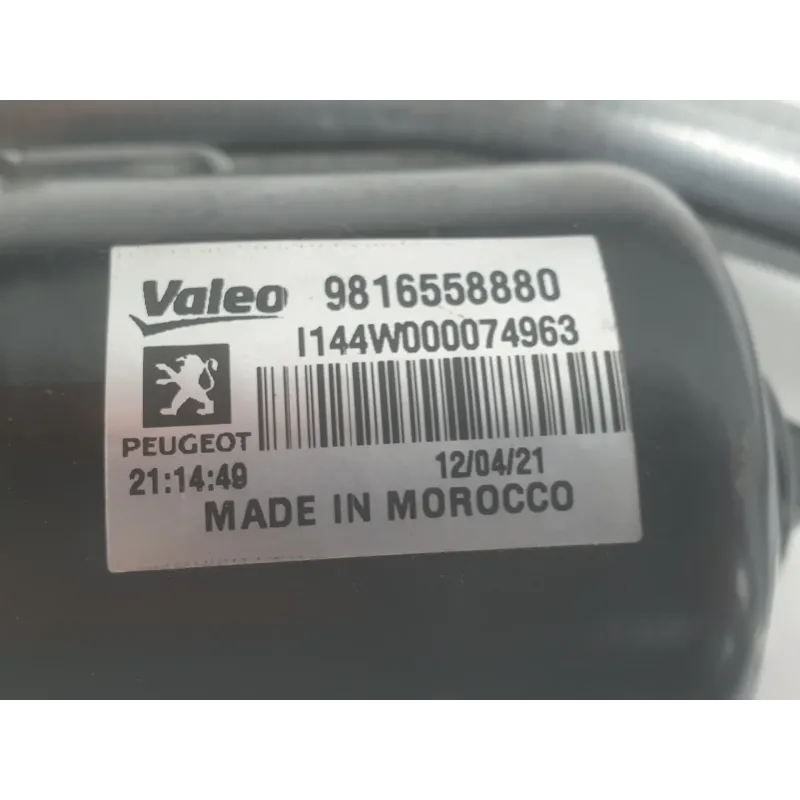 Valeo 9816558880
I144W000074963
PEUGEOT
21:14:49 12/04/21
MADE IN MOROCCO